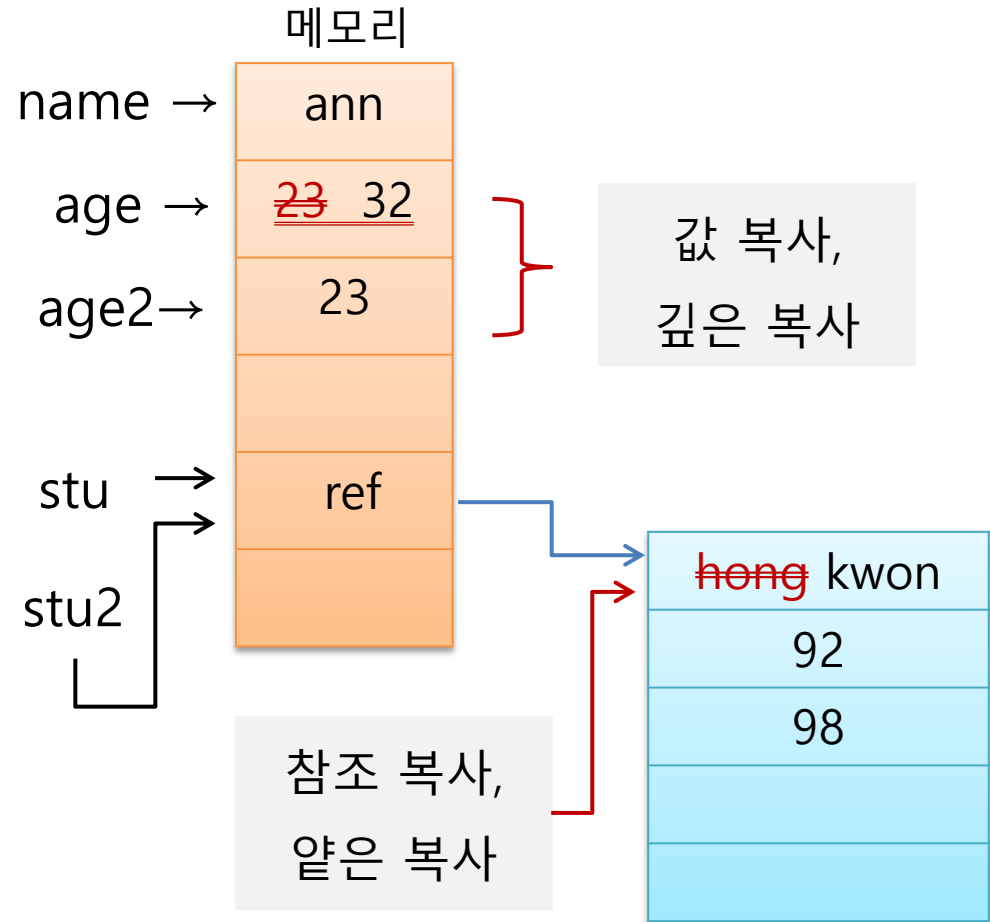 메모리
name → ann
age → 23 32
age2→ 23
값 복사,
깊은 복사
stu ref
stu2
hong kwon
92
98
참조 복사,
얕은 복사